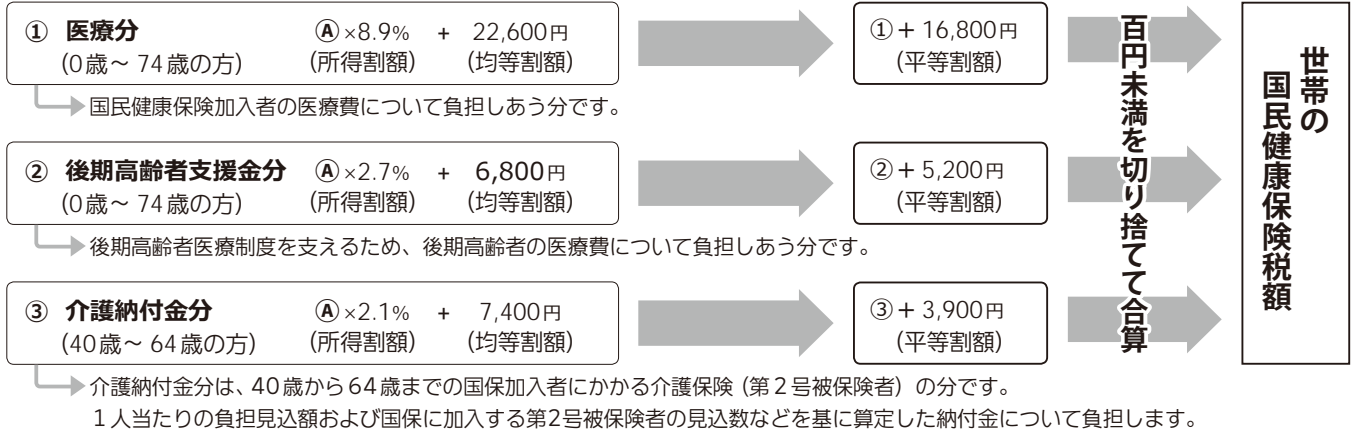 ① 医療分 Ⓐ×8.9% + 22,600円
(0歳～74歳の方) (所得割額) (均等割額)
①+16,800円
(平等割額)
国民健康保険加入者の医療費について負担しあう分です。
② 後期高齢者支援金分 Ⓐ×2.7% + 6,800円
(0歳～74歳の方) (所得割額) (均等割額)
②+5,200円
(平等割額)
後期高齢者医療制度を支えるため、後期高齢者の医療費について負担しあう分です。
③ 介護納付金分 Ⓐ×2.1% + 7,400円
(40歳～64歳の方) (所得割額) (均等割額)
③+3,900円
(平等割額)
介護納付金分は、40歳から64歳までの国保加入者にかかる介護保険(第2号被保険者)の分です。
1人当たりの負担見込額および国保に加入する第2号被保険者の見込数などを基に算定した納付金について負担します。
百円未満を切り捨てて合算
世帯の
国民健康保険税額